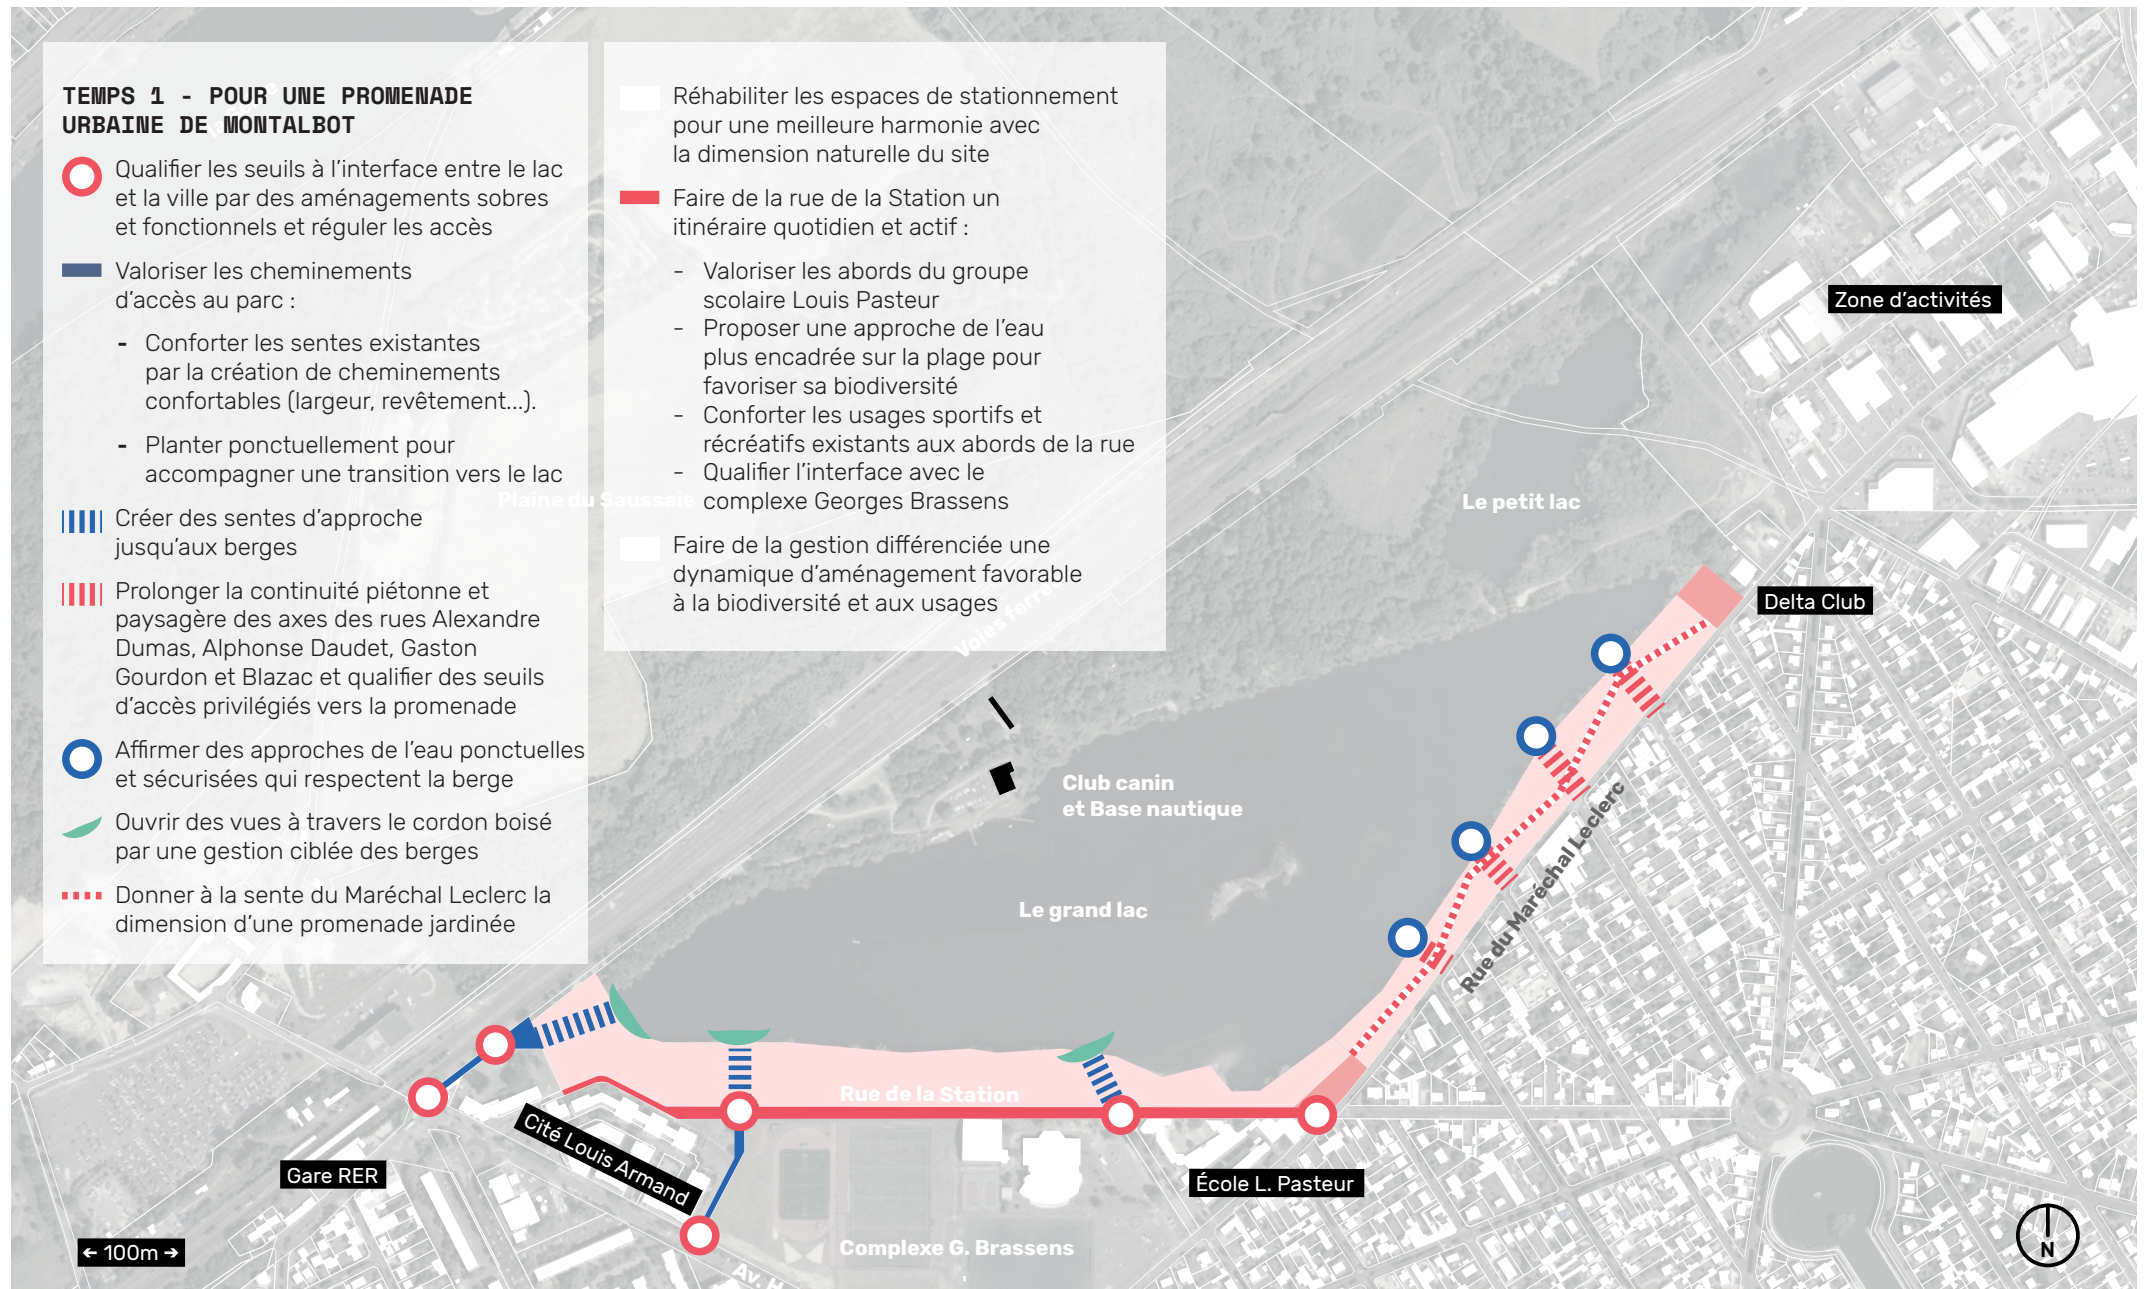 TEMPS 1 - POUR UNE PROMENADE
URBAINE DE MONTALBOT
Qualifier les seuils à l'interface entre le lac
et la ville par des aménagements sobres
et fonctionnels et réguler les accès
Valoriser les cheminements
d'accès au parc :
- Conforter les sentes existantes
par la création de cheminements
confortables (largeur, revêtement...).
- Planter ponctuellement pour
accompagner une transition vers le lac
Créer des sentes d'approche
jusqu'aux berges
Prolonger la continuité piétonne et
paysagère des axes des rues Alexandre
Dumas, Alphonse Daudet, Gaston
Gourdon et Blazac et qualifier des seuils
d'accès privilégiés vers la promenade
Affirmer des approches de l'eau ponctuelles
et sécurisées qui respectent la berge
Ouvrir des vues à travers le cordon boisé
par une gestion ciblée des berges
Donner à la sente du Maréchal Leclerc la
dimension d'une promenade jardinée
Réhabiliter les espaces de stationnement
pour une meilleure harmonie avec
la dimension naturelle du site
Faire de la rue de la Station un
itinéraire quotidien et actif :
- Valoriser les abords du groupe
scolaire Louis Pasteur
- Proposer une approche de l'eau
plus encadrée sur la plage pour
favoriser sa biodiversité
- Conforter les usages sportifs et
récréatifs existants aux abords de la rue
- Qualifier l'interface avec le
complexe Georges Brassens
Faire de la gestion différenciée une
dynamique d'aménagement favorable
à la biodiversité et aux usages
Plaine du Saussaie
Zone d'activités
Le petit lac
Delta Club
Club canin
et Base nautique
Le grand lac
Rue du Maréchal Leclerc
Rue de la Station
Cité Louis Armand
Gare RER
École L. Pasteur
Complexe G. Brassens
← 100m →
Av. H
N